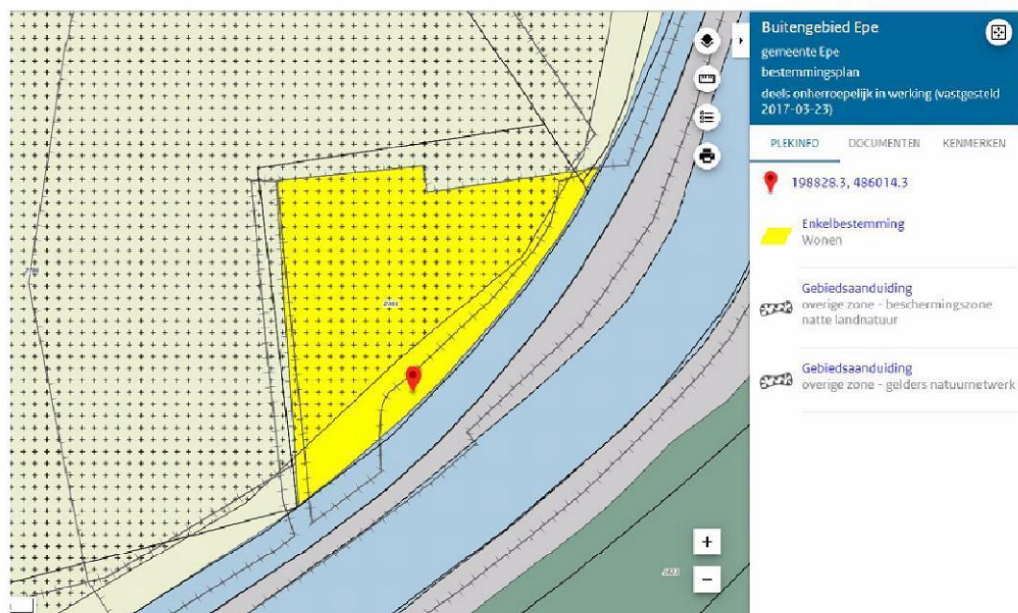 Buitengebied Epe
gemeente Epe
bestemmingsplan
deels onherroepelijk in werking (vastgesteld
2017-03-23)
PLEKINFO DOCUMENTEN KENMERKEN
198828.3, 486014.3
Enkelbestemming
Wonen
Gebiedsaanduiding
overige zone - beschermingszone
natte landnatuur
Gebiedsaanduiding
overige zone - gelders natuurnetwerk
+
−